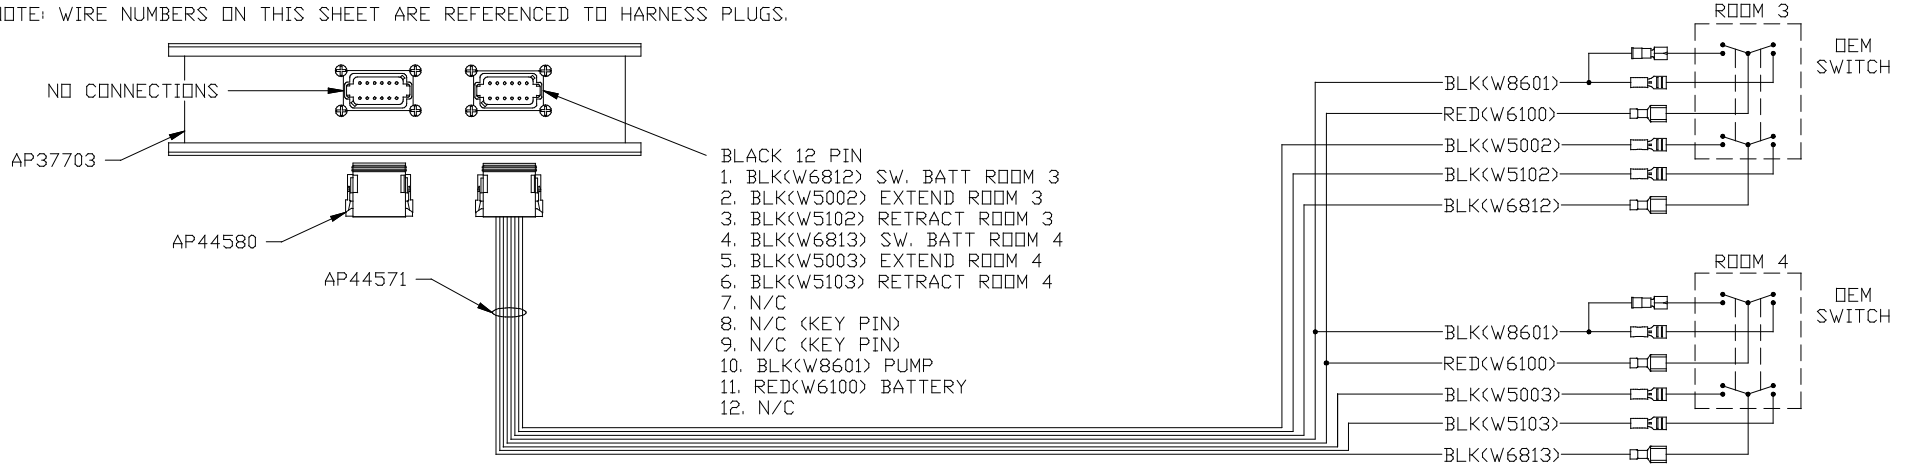 NOTE: WIRE NUMBERS ON THIS SHEET ARE REFERENCED TO HARNESS PLUGS.
NO CONNECTIONS
AP37703
AP44580
AP44571
BLACK 12 PIN
1. BLK(W6812) SW. BATT ROOM 3
2. BLK(W5002) EXTEND ROOM 3
3. BLK(W5102) RETRACT ROOM 3
4. BLK(W6813) SW. BATT ROOM 4
5. BLK(W5003) EXTEND ROOM 4
6. BLK(W5103) RETRACT ROOM 4
7. N/C
8. N/C (KEY PIN)
9. N/C (KEY PIN)
10. BLK(W8601) PUMP
11. RED(W6100) BATTERY
12. N/C
ROOM 3
OEM
SWITCH
BLK(W8601)
RED(W6100)
BLK(W5002)
BLK(W5102)
BLK(W6812)
ROOM 4
OEM
SWITCH
BLK(W8601)
RED(W6100)
BLK(W5003)
BLK(W5103)
BLK(W6813)